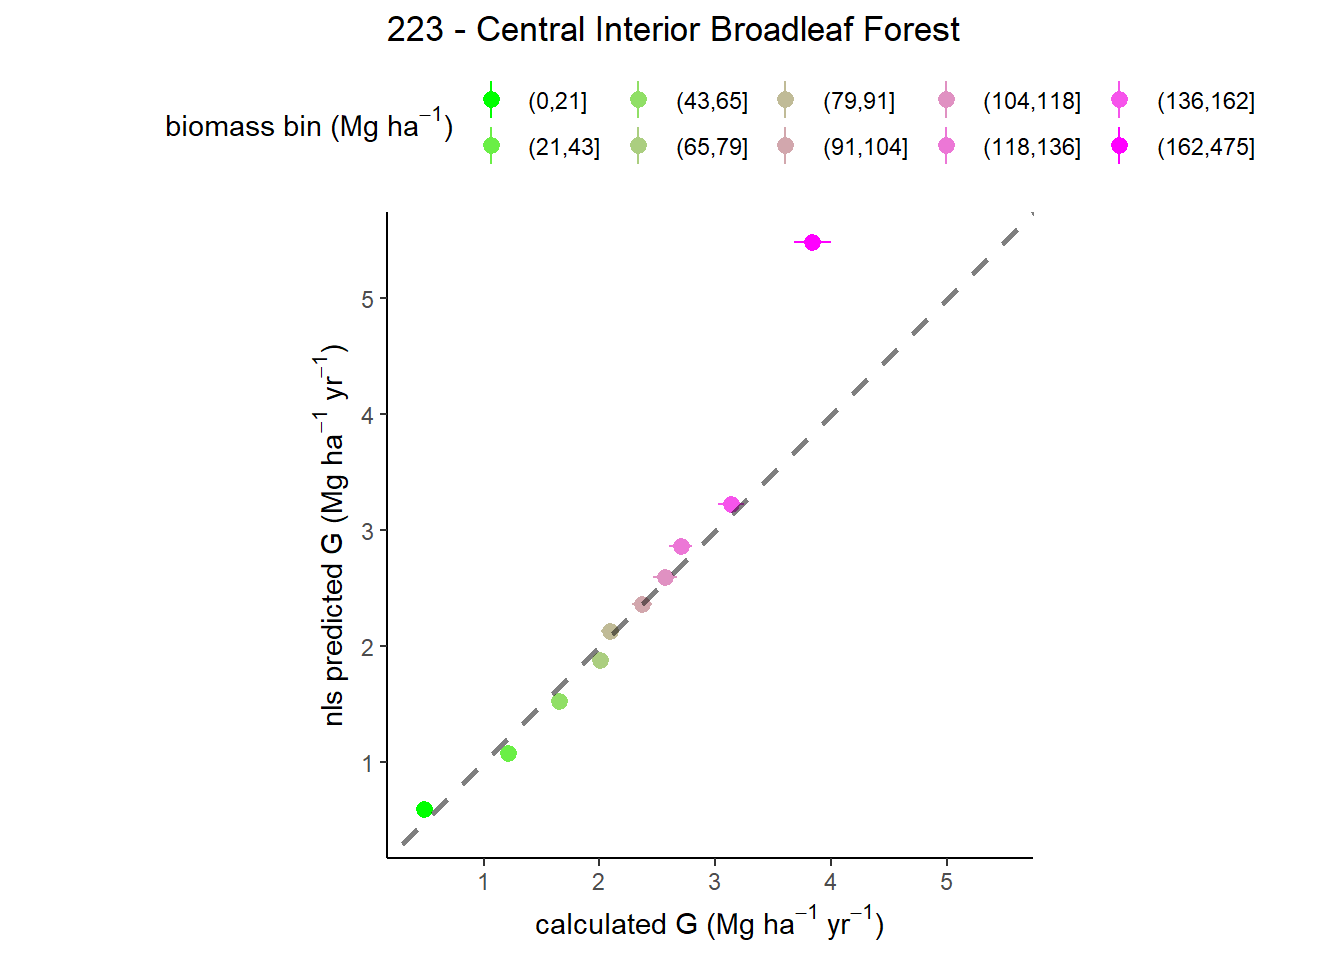 223 - Central Interior Broadleaf Forest
biomass bin (Mg ha⁻¹)
(0,21] (43,65] (79,91] (104,118] (136,162]
(21,43] (65,79] (91,104] (118,136] (162,475]
nls predicted G (Mg ha⁻¹ yr⁻¹)
5
4
3
2
1
1 2 3 4 5
calculated G (Mg ha⁻¹ yr⁻¹)